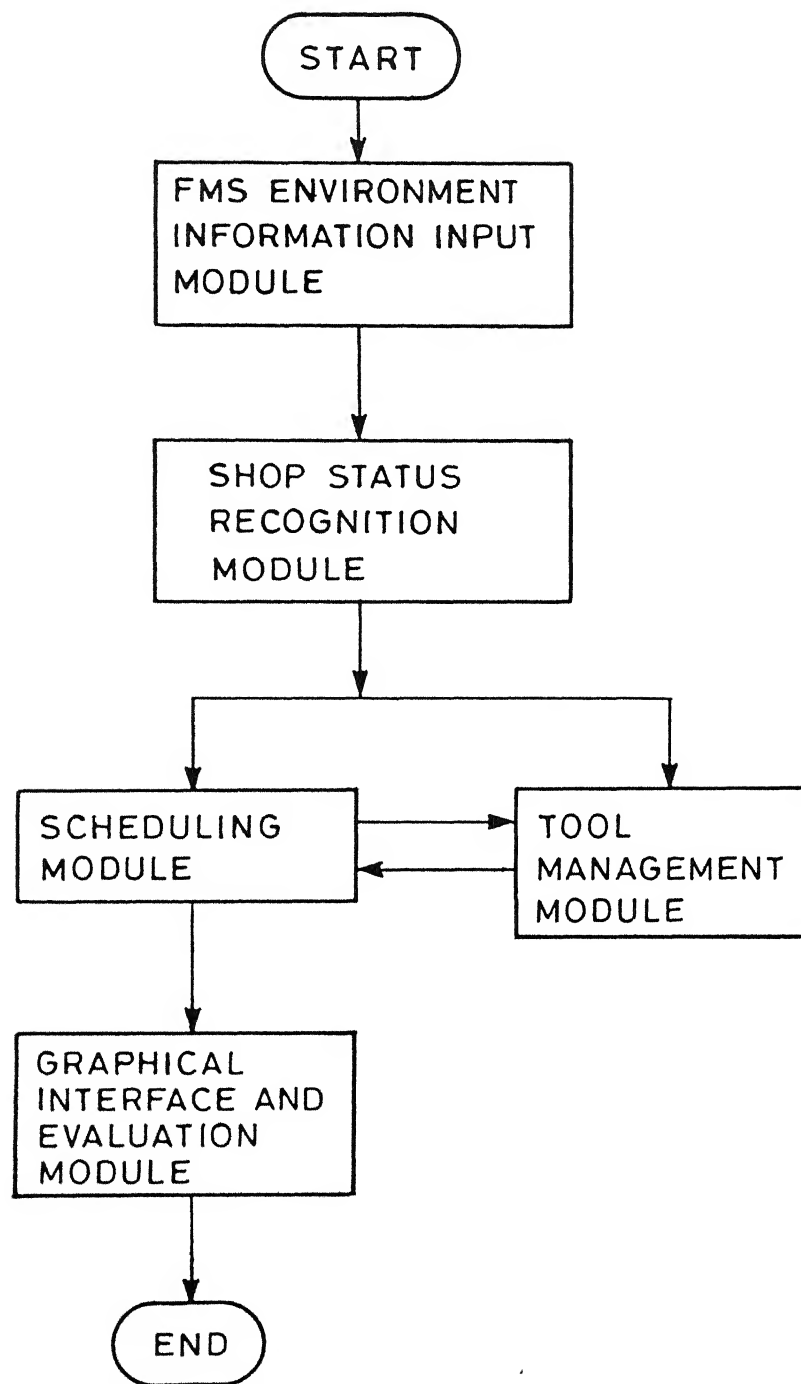 START
FMS ENVIRONMENT
INFORMATION INPUT
MODULE
SHOP STATUS
RECOGNITION
MODULE
SCHEDULING
MODULE
TOOL
MANAGEMENT
MODULE
GRAPHICAL
INTERFACE AND
EVALUATION
MODULE
END